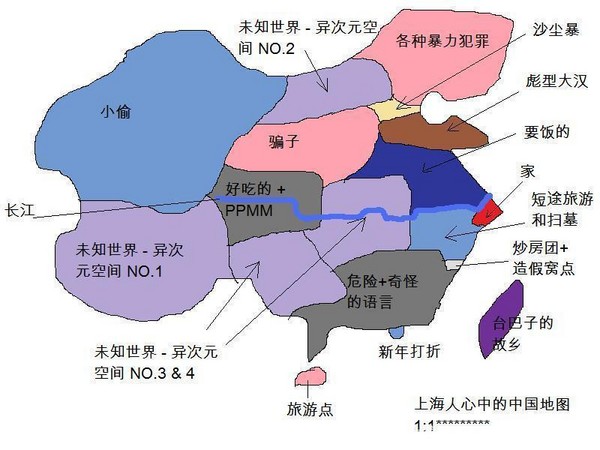 未知世界 - 异次元空
间 NO.2
各种暴力犯罪
沙尘暴
彪型大汉
小偷
要饭的
骗子
家
好吃的 +
PPMM
长江
短途旅游
和扫墓
未知世界 - 异次
元空间 NO.1
炒房团+
造假窝点
危险+奇怪
的语言
台巴子的
故乡
未知世界 - 异次元
空间 NO.3 & 4
新年打折
旅游点
上海人心中的中国地图
1:1*********